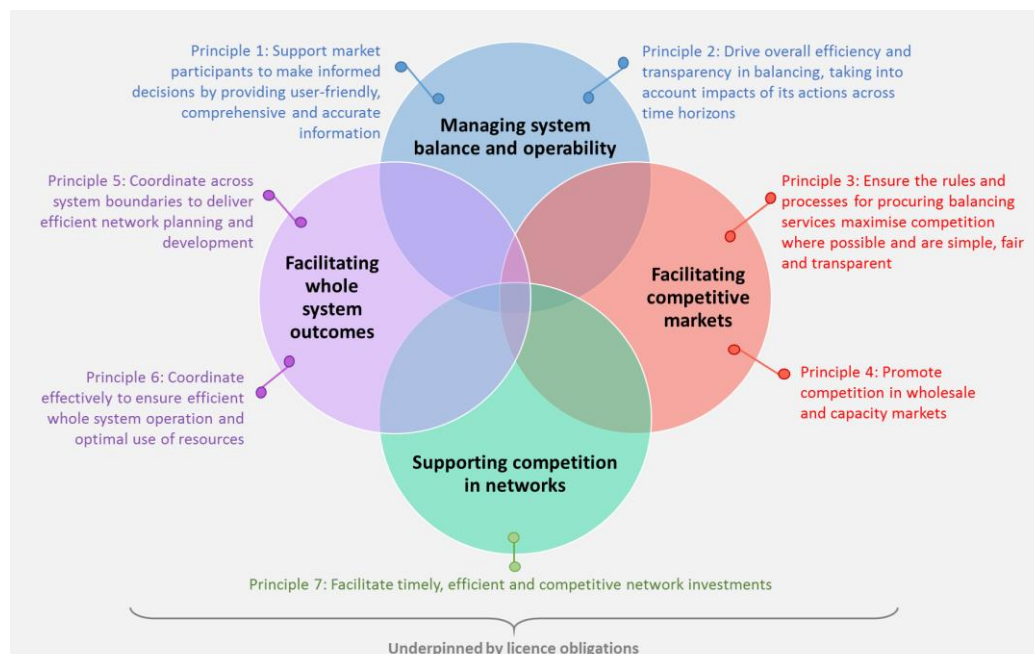 Principle 1: Support market
participants to make informed
decisions by providing user-friendly,
comprehensive and accurate
information
Principle 2: Drive overall efficiency and
transparency in balancing, taking into
account impacts of its actions across
time horizons
Managing system
balance and operability
Principle 5: Coordinate across
system boundaries to deliver
efficient network planning and
development
Principle 3: Ensure the rules and
processes for procuring balancing
services maximise competition
where possible and are simple, fair
and transparent
Facilitating
whole
system
outcomes
Facilitating
competitive
markets
Principle 6: Coordinate
effectively to ensure efficient
whole system operation and
optimal use of resources
Principle 4: Promote
competition in wholesale
and capacity markets
Supporting competition
in networks
Principle 7: Facilitate timely, efficient and competitive network investments
Underpinned by licence obligations